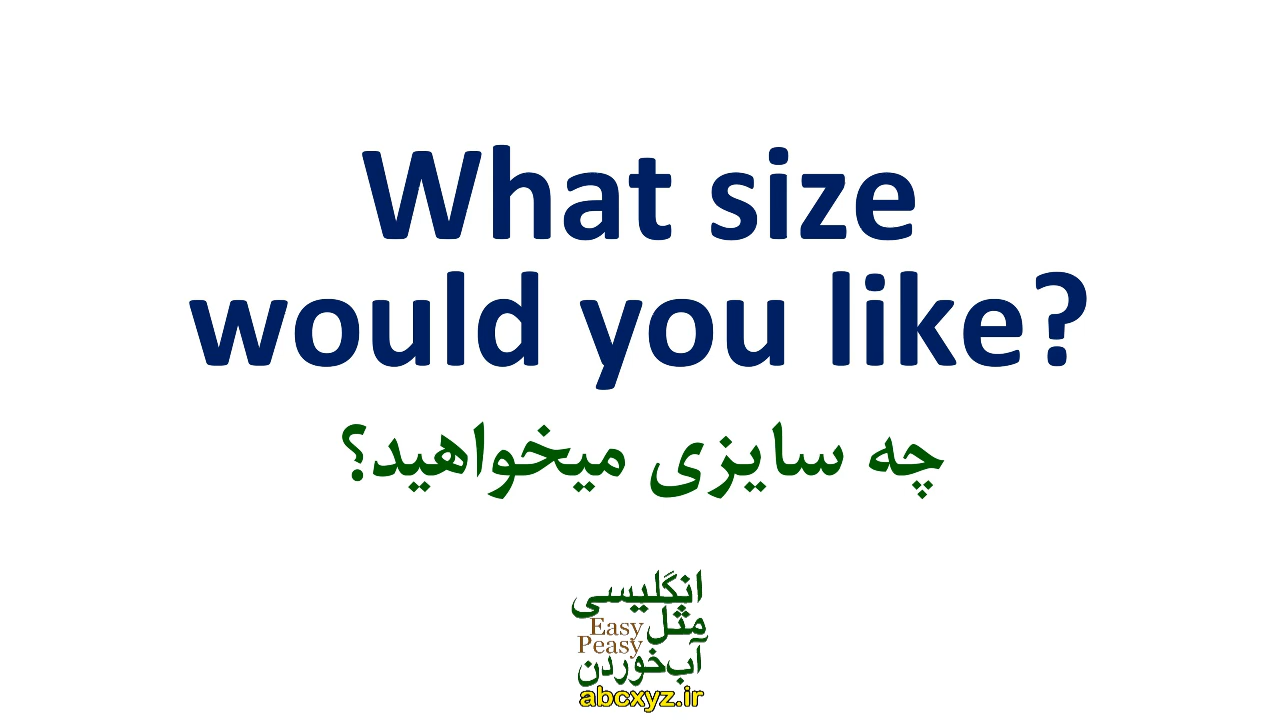 What size
would you like?
چه سایزی میخواهید؟
انگلیسی
مثل
Easy
Peasy
آب‌خوردن
abcxyz.ir